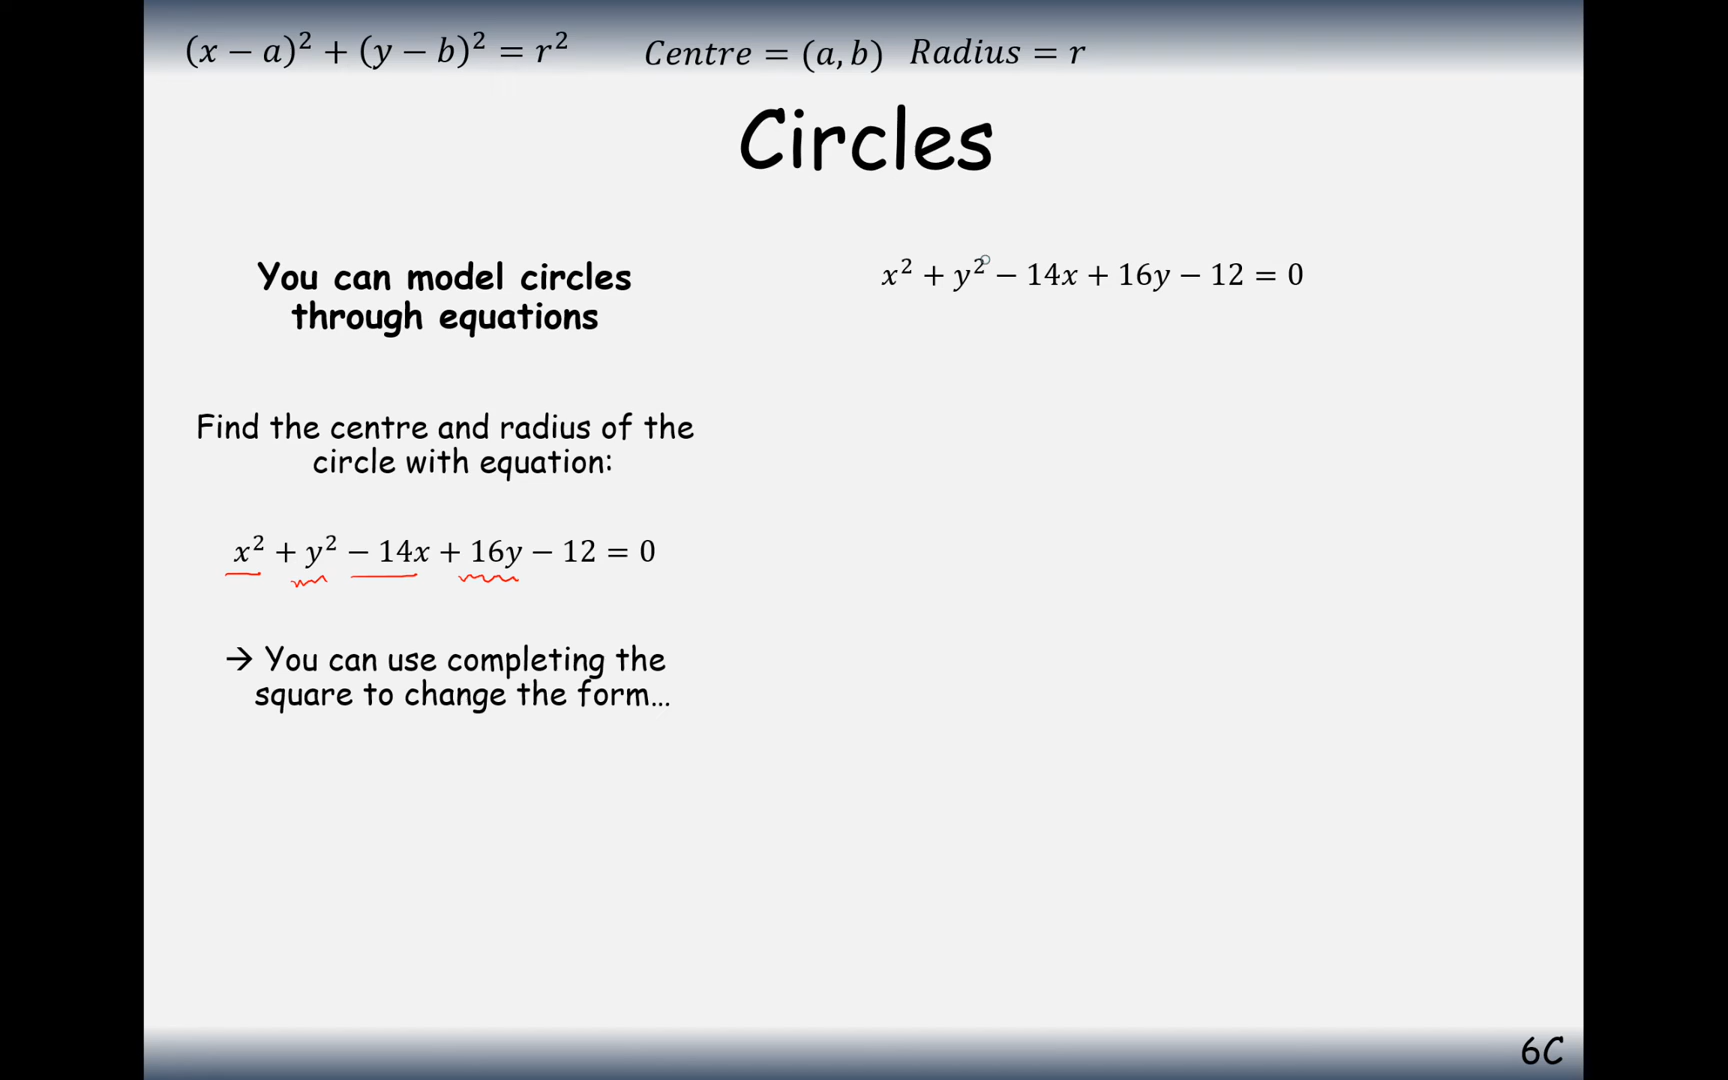 (x − a)² + (y − b)² = r² Centre = (a, b) Radius = r
Circles
You can model circles
through equations
Find the centre and radius of the
circle with equation:
x² + y² − 14x + 16y − 12 = 0
→ You can use completing the
square to change the form…
x² + y² − 14x + 16y − 12 = 0
6C